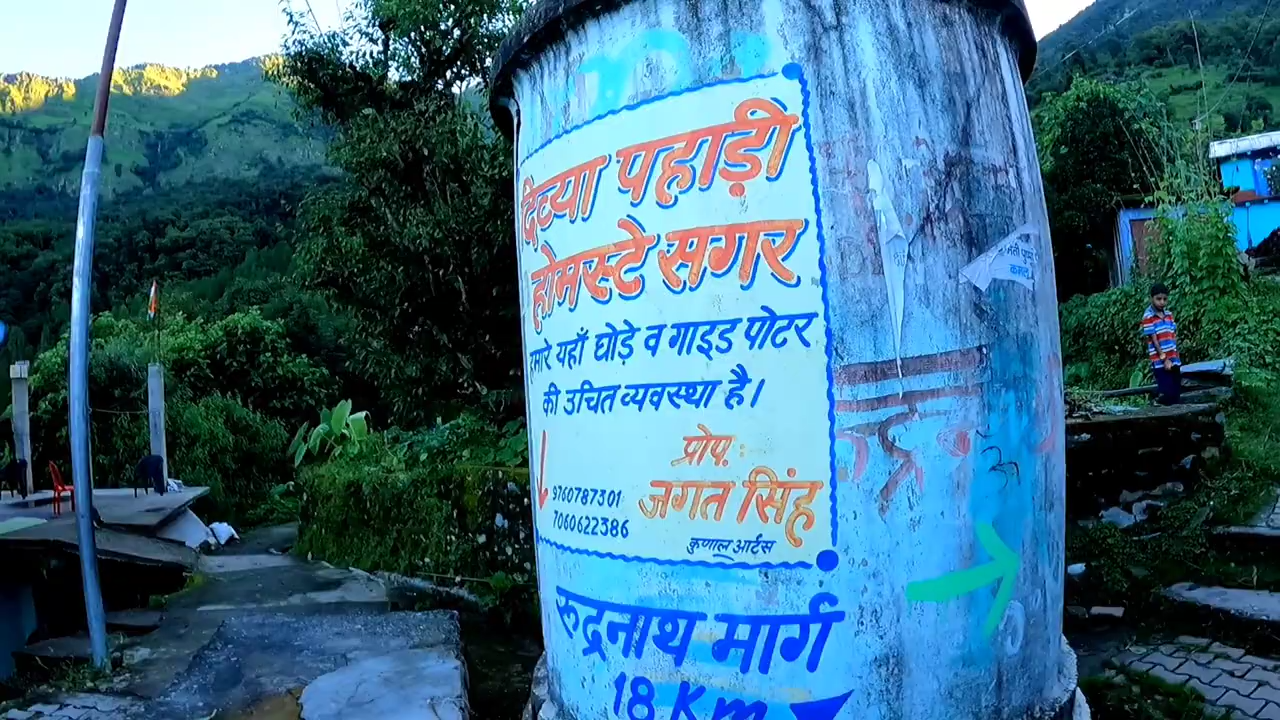 दिव्या पहाड़ी
होमस्टे सगर
हमारे यहाँ घोड़े व गाइड पोटर
की उचित व्यवस्था है।
प्रोप. :
जगत सिंह
9760787301
7060622386
कुणाल आर्टस
रूद्रनाथ मार्ग
18 Km